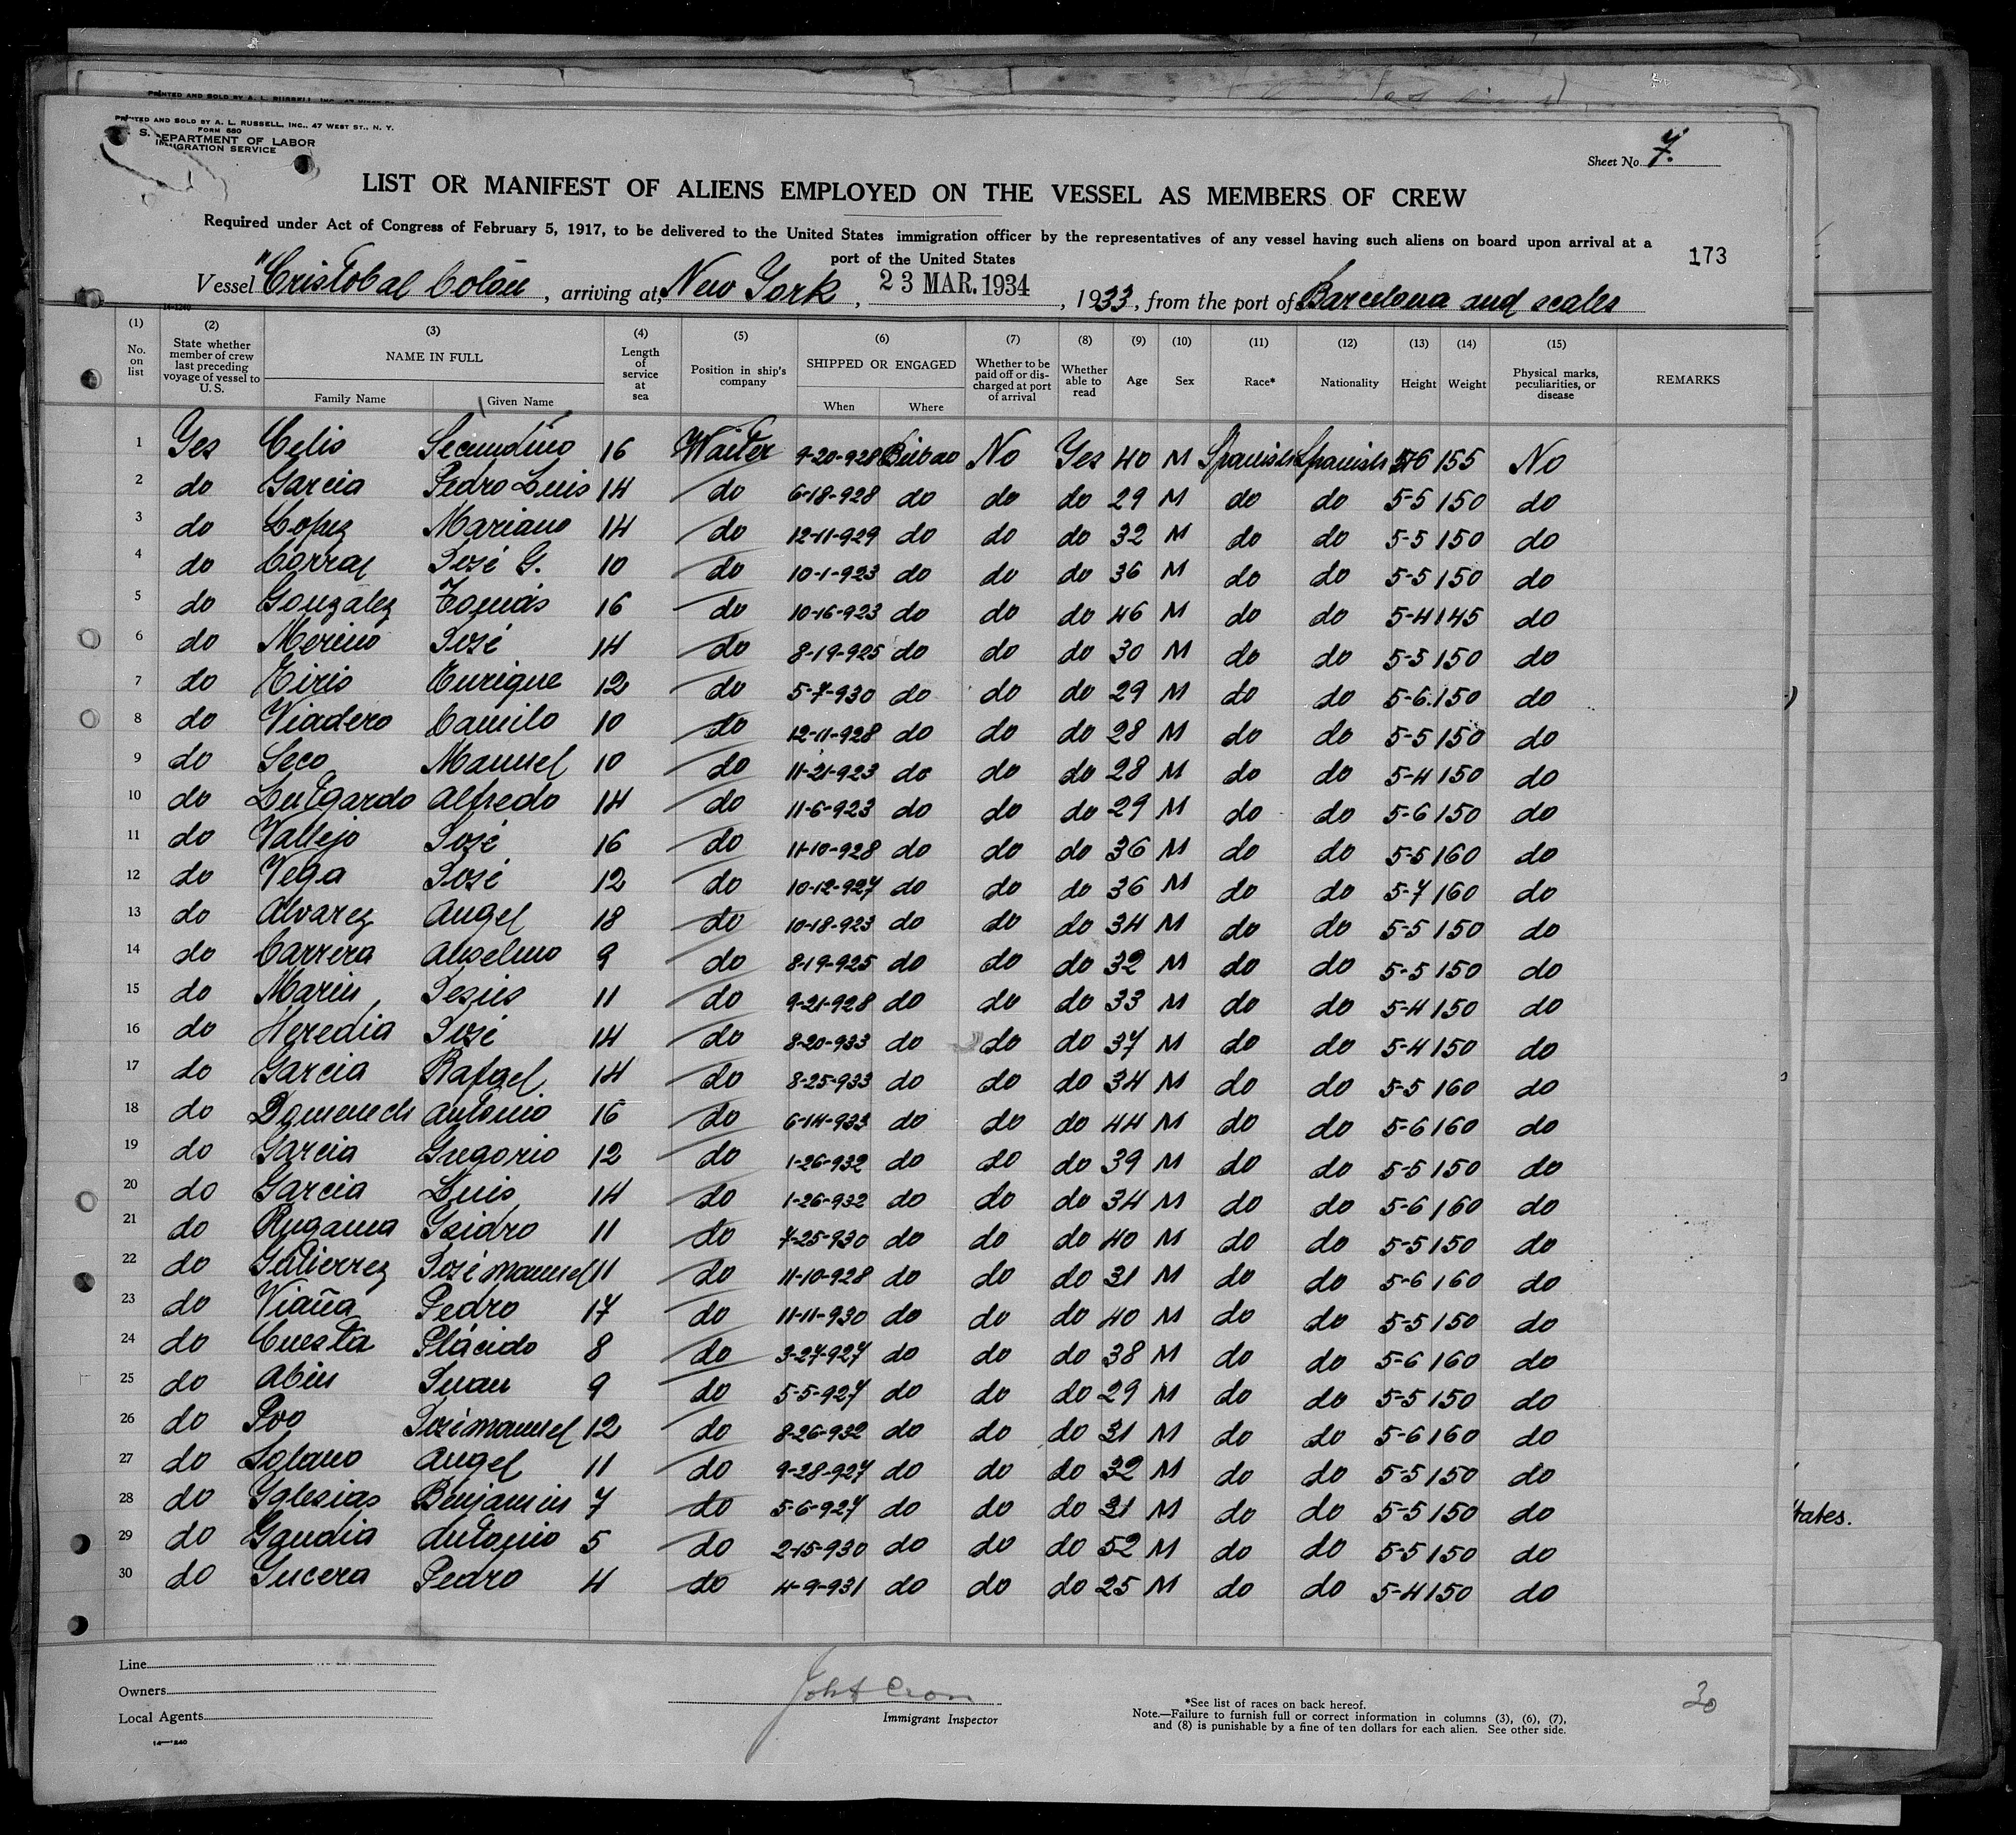 PRINTED AND SOLD BY A. L. RUSSELL, INC., 47 WEST ST., N. Y.
FORM 680
S. DEPARTMENT OF LABOR
IMMIGRATION SERVICE
Sheet No. 7.
LIST OR MANIFEST OF ALIENS EMPLOYED ON THE VESSEL AS MEMBERS OF CREW
Required under Act of Congress of February 5, 1917, to be delivered to the United States immigration officer by the representatives of any vessel having such aliens on board upon arrival at a
port of the United States
173
Vessel "Cristobal Colón, arriving at, New York, 23 MAR. 1934, 1933, from the port of Barcelona and scales
(1) No. on list (2) State whether member of crew last preceding voyage of vessel to U. S. (3) NAME IN FULL Family Name Given Name (4) Length of service at sea (5) Position in ship's company (6) SHIPPED OR ENGAGED When Where (7) Whether to be paid off or discharged at port of arrival (8) Whether able to read (9) Age (10) Sex (11) Race* (12) Nationality (13) Height (14) Weight (15) Physical marks, peculiarities, or disease REMARKS
1 Yes Celis Secundino 16 Waiter 9-20-928 Bilbao No Yes 40 M Spanish Spanish 5-6 155 No
2 do Garcia Pedro Luis 14 do 6-18-928 do do do 29 M do do 5-5 150 do
3 do Lopez Mariano 14 do 12-11-929 do do do 32 M do do 5-5 150 do
4 do Corral José G. 10 do 10-1-923 do do do 36 M do do 5-5 150 do
5 do González Tomás 16 do 10-16-923 do do do 46 M do do 5-4 145 do
6 do Merino José 14 do 8-19-925 do do do 30 M do do 5-5 150 do
7 do Eiris Enrique 12 do 5-7-930 do do do 29 M do do 5-6 150 do
8 do Viadero Camilo 10 do 12-11-928 do do do 28 M do do 5-5 150 do
9 do Seco Manuel 10 do 11-21-923 do do do 28 M do do 5-4 150 do
10 do Lutgardo Alfredo 14 do 11-6-923 do do do 29 M do do 5-6 150 do
11 do Vallejo José 16 do 11-10-928 do do do 36 M do do 5-5 160 do
12 do Vega José 12 do 10-12-927 do do do 36 M do do 5-7 160 do
13 do Alvarez Angel 18 do 10-18-923 do do do 34 M do do 5-5 150 do
14 do Carrera Anselmo 9 do 8-19-925 do do do 32 M do do 5-5 150 do
15 do Marin, Jesús 11 do 9-21-928 do do do 33 M do do 5-4 150 do
16 do Heredia José 14 do 8-20-933 do do do 37 M do do 5-4 150 do
17 do Garcia Rafael 14 do 8-25-933 do do do 34 M do do 5-5 160 do
18 do Domenech Antonio 16 do 6-14-933 do do do 44 M do do 5-6 160 do
19 do Garcia Gregorio 12 do 1-26-932 do do do 39 M do do 5-5 150 do
20 do Garcia Luis 14 do 1-26-932 do do do 34 M do do 5-6 160 do
21 do Rugama Isidro 11 do 7-25-930 do do do 40 M do do 5-5 150 do
22 do Gutierrez José Manuel 11 do 11-10-928 do do do 31 M do do 5-6 160 do
23 do Viaña Pedro 17 do 11-11-930 do do do 40 M do do 5-5 150 do
24 do Cuesta Plácido 8 do 3-27-927 do do do 38 M do do 5-6 160 do
25 do Abin Juan 9 do 5-5-927 do do do 29 M do do 5-5 150 do
26 do Poo José Manuel 12 do 8-26-932 do do do 31 M do do 5-6 160 do
27 do Solano Angel 11 do 9-28-927 do do do 32 M do do 5-5 150 do
28 do Yglesias Benjamin 7 do 5-6-927 do do do 31 M do do 5-5 150 do
29 do Gandia Antonio 5 do 2-15-930 do do do 52 M do do 5-5 150 do
30 do Sucera Pedro 4 do 4-9-931 do do do 25 M do do 5-4 150 do
tates.
Line
Owners
Local Agents
14—1240
Immigrant Inspector
*See list of races on back hereof.
Note.—Failure to furnish full or correct information in columns (3), (6), (7),
and (8) is punishable by a fine of ten dollars for each alien. See other side.
30